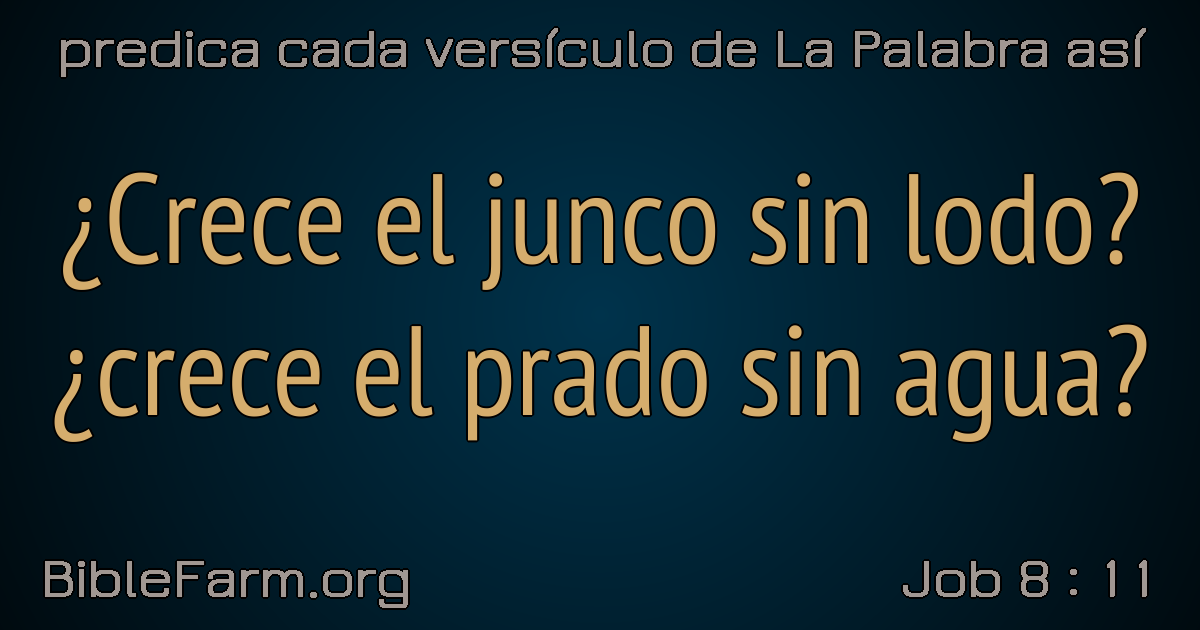 predica cada versículo de La Palabra así
¿Crece el junco sin lodo?
¿crece el prado sin agua?
BibleFarm.org
Job 8 : 11